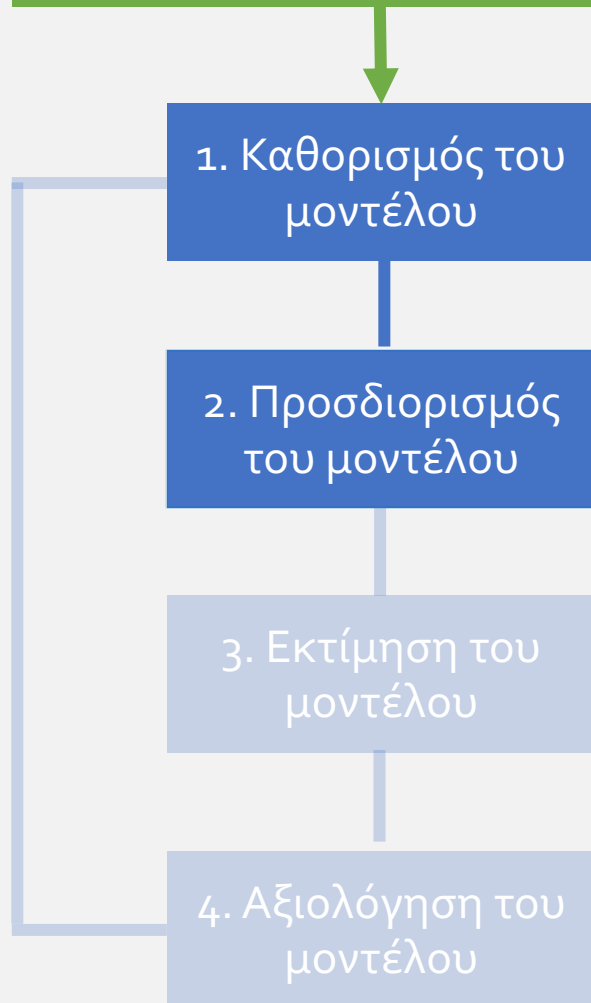 1. Καθορισμός του
μοντέλου
2. Προσδιορισμός
του μοντέλου
3. Εκτίμηση του
μοντέλου
4. Αξιολόγηση του
μοντέλου